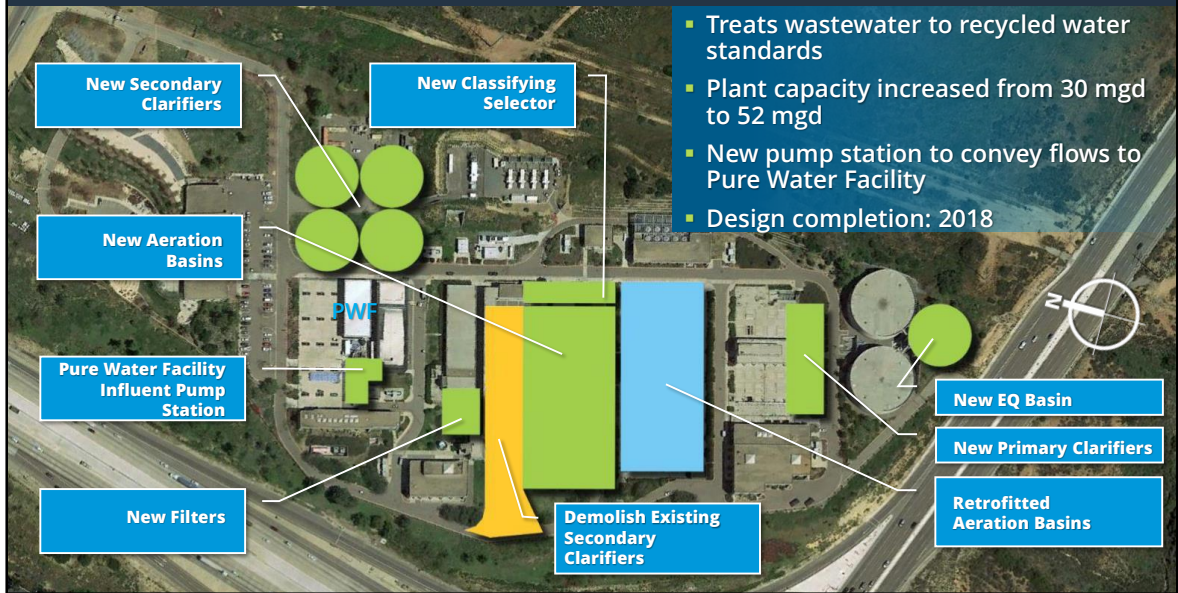 Treats wastewater to recycled water
standards
Plant capacity increased from 30 mgd
to 52 mgd
New pump station to convey flows to
Pure Water Facility
Design completion: 2018
New Secondary
Clarifiers
New Classifying
Selector
New Aeration
Basins
PWF
N
Pure Water Facility
Influent Pump
Station
New EQ Basin
New Primary Clarifiers
New Filters
Demolish Existing
Secondary
Clarifiers
Retrofitted
Aeration Basins